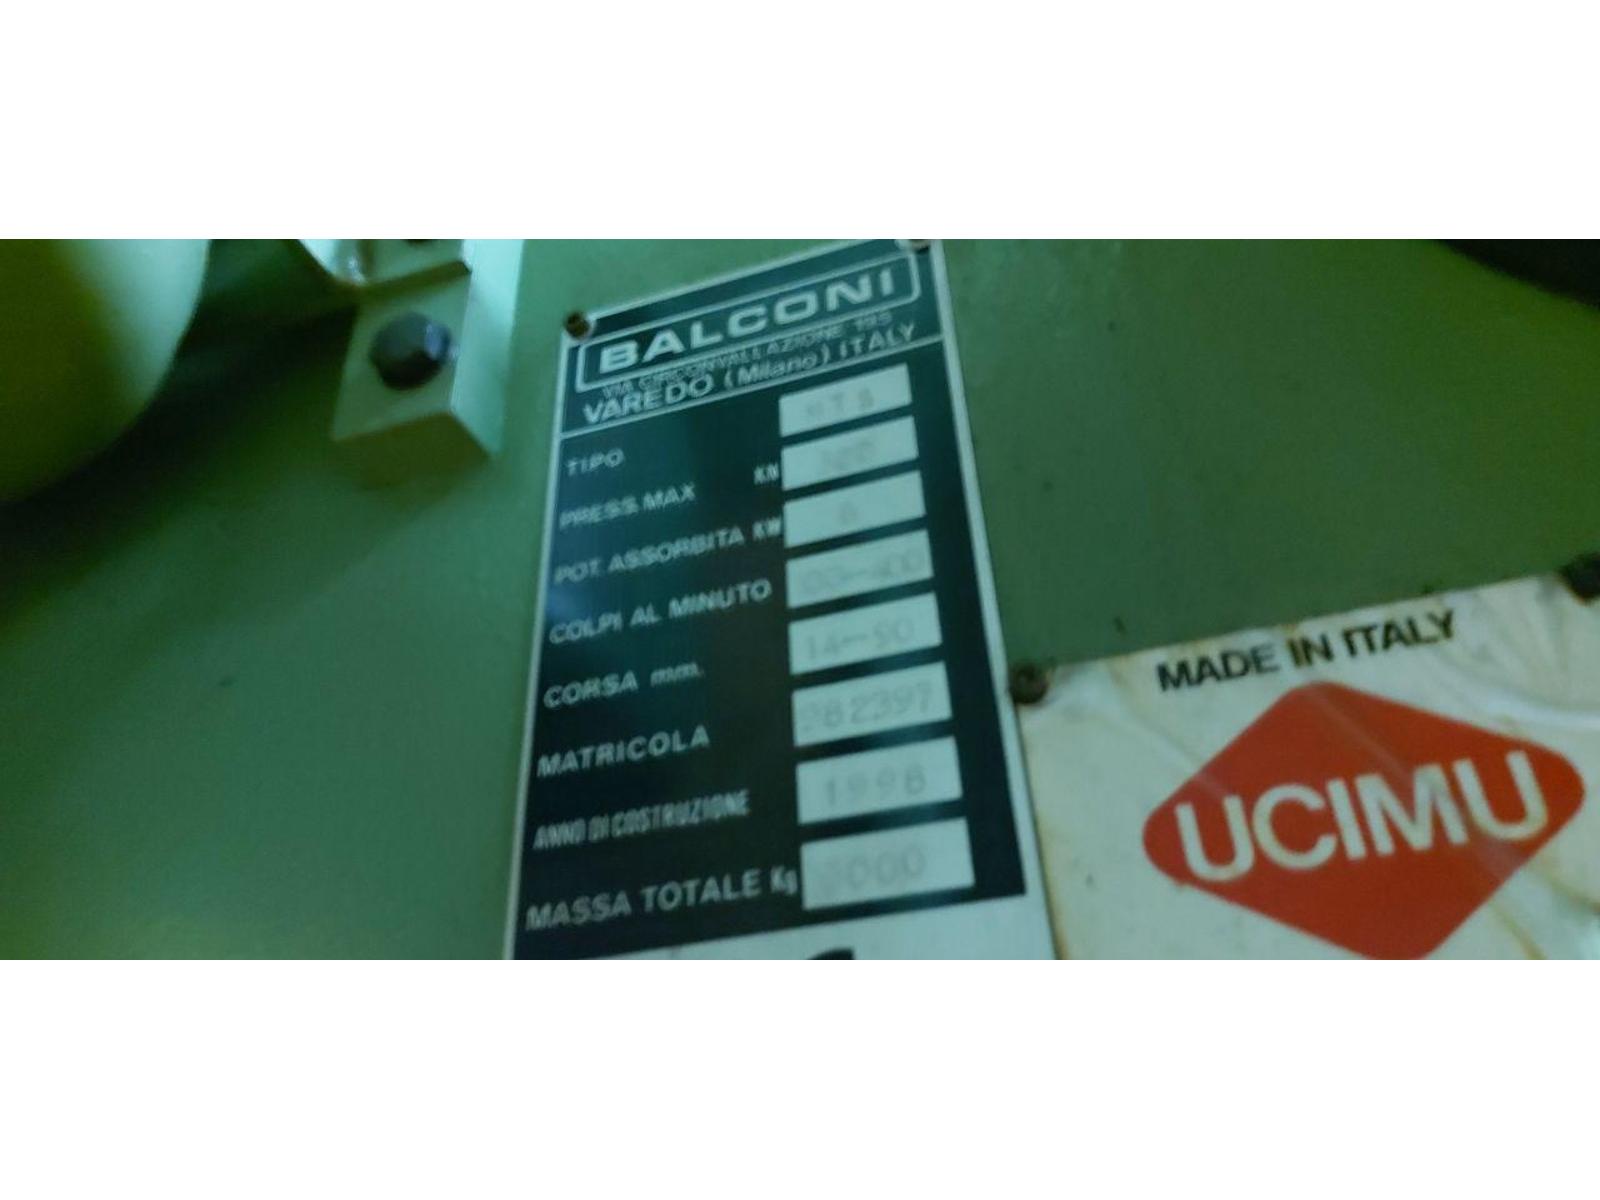 BALCONI
VIA CIRCONVALLAZIONE 195
VAREDO (Milano) ITALY
TIPO
PRESS. MAX KN
POT. ASSORBITA KW
COLPI AL MINUTO
CORSA mm. 14-90
MATRICOLA
ANNO DI COSTRUZIONE 1998
MASSA TOTALE Kg
MADE IN ITALY
UCIMU